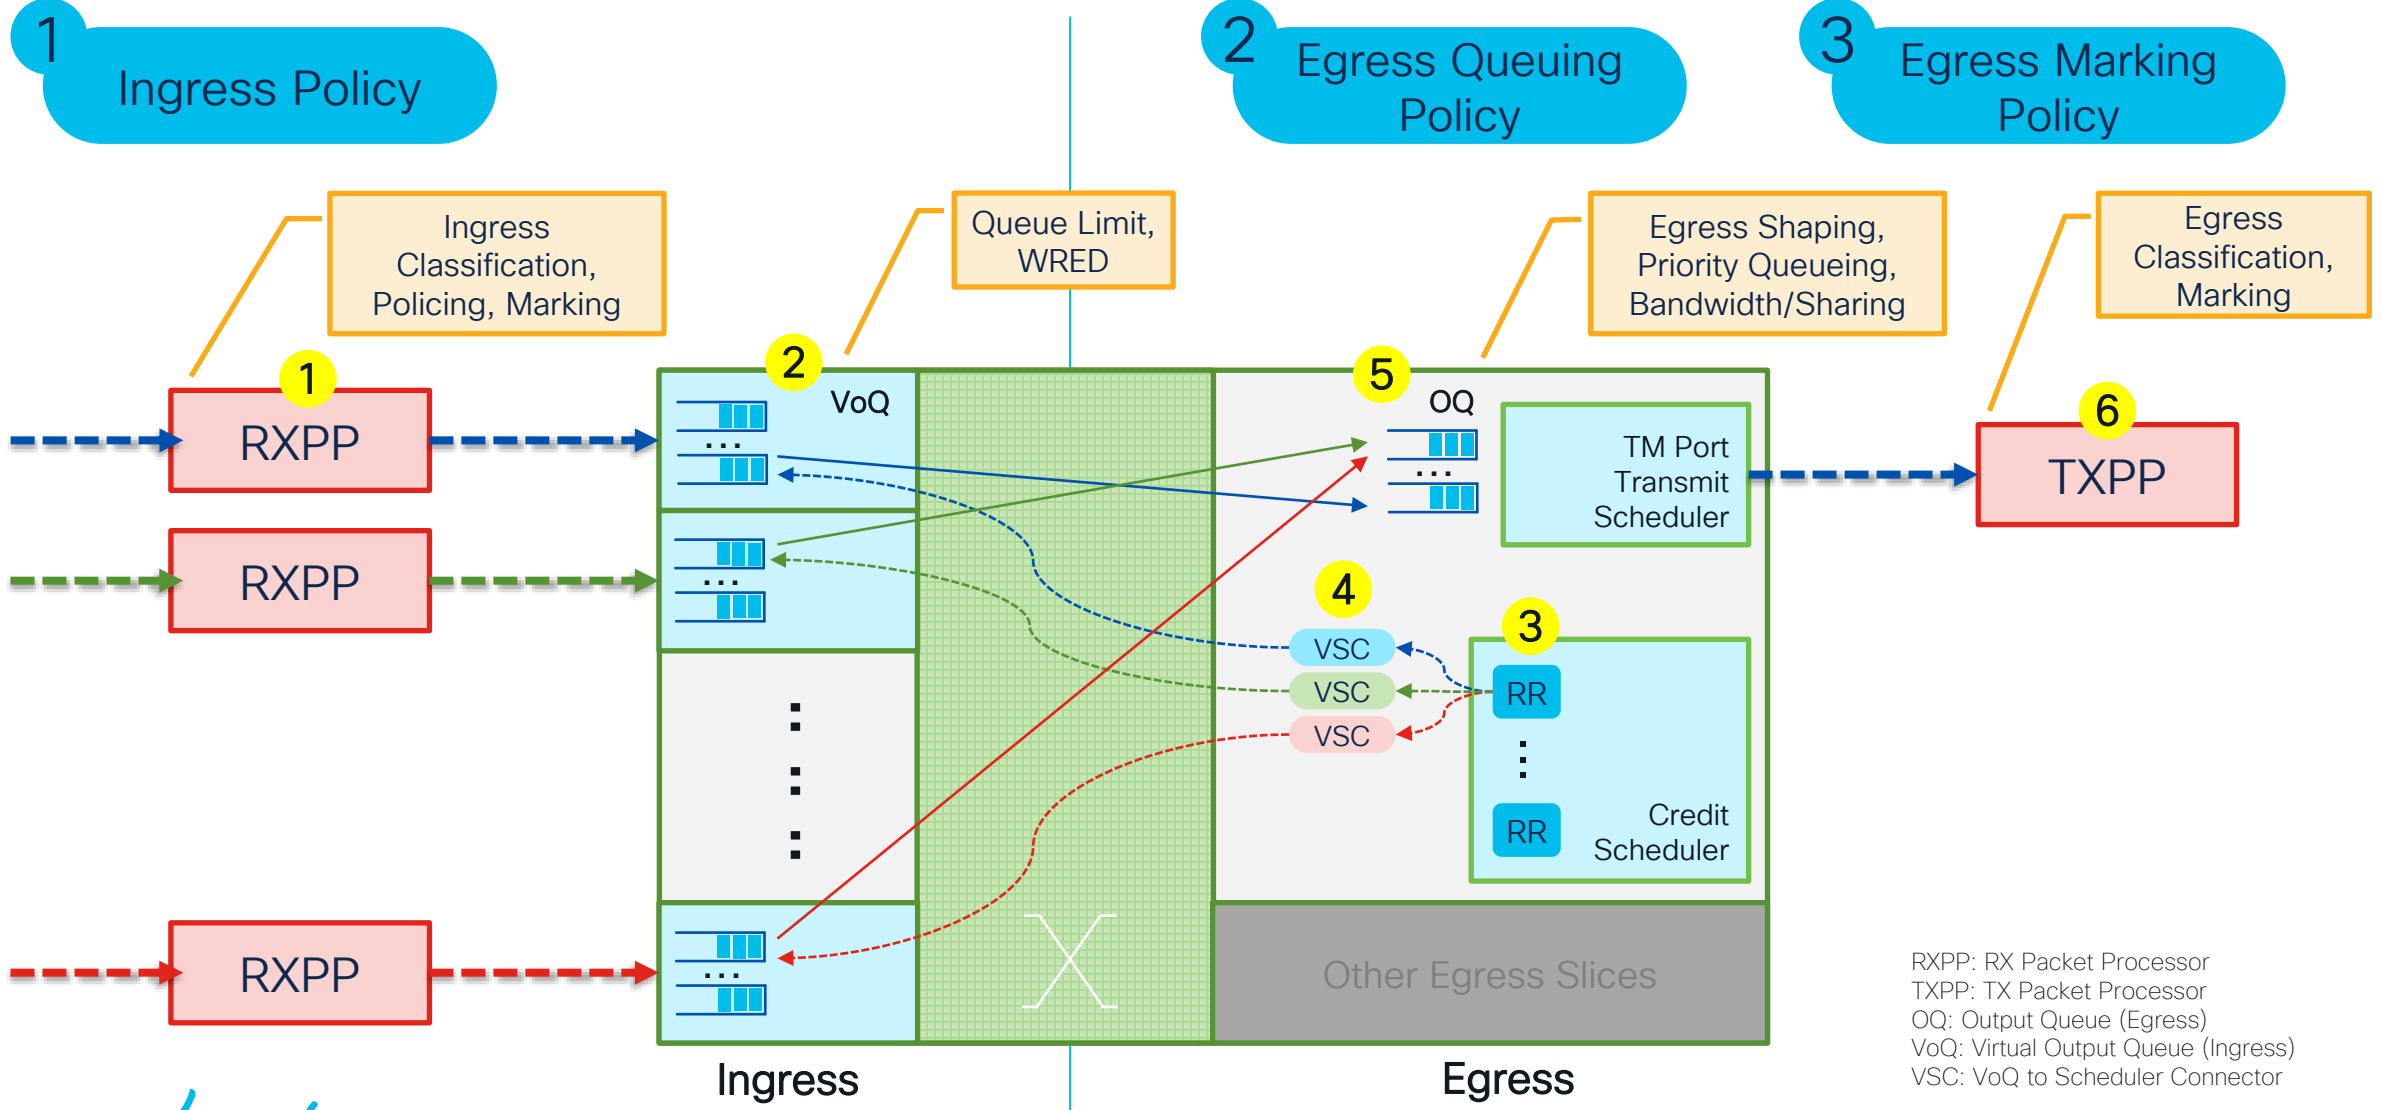 1
Ingress Policy
2
Egress Queuing
Policy
3
Egress Marking
Policy
Ingress
Classification,
Policing, Marking
Queue Limit,
WRED
Egress Shaping,
Priority Queueing,
Bandwidth/Sharing
Egress
Classification,
Marking
1
RXPP
RXPP
RXPP
2
VoQ
...
...
...
5
OQ
...
TM Port
Transmit
Scheduler
6
TXPP
4
VSC
VSC
VSC
3
RR
RR
Credit
Scheduler
Other Egress Slices
Ingress
Egress
RXPP: RX Packet Processor
TXPP: TX Packet Processor
OQ: Output Queue (Egress)
VoQ: Virtual Output Queue (Ingress)
VSC: VoQ to Scheduler Connector